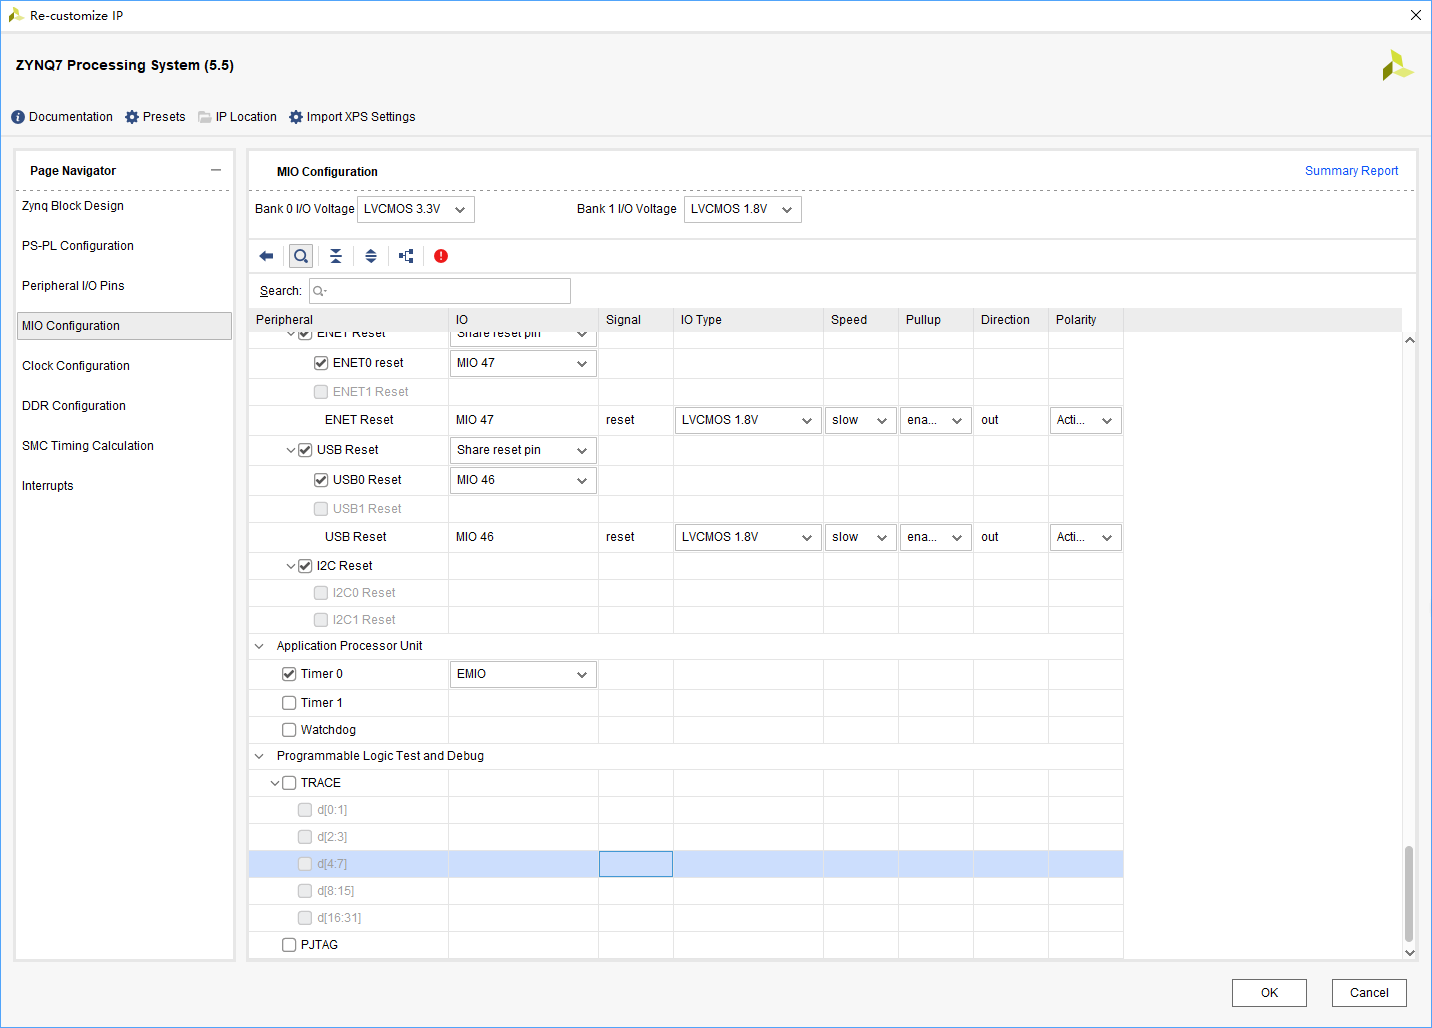 Re-customize IP
ZYNQ7 Processing System (5.5)
Documentation Presets IP Location Import XPS Settings
Page Navigator
Zynq Block Design
PS-PL Configuration
Peripheral I/O Pins
MIO Configuration
Clock Configuration
DDR Configuration
SMC Timing Calculation
Interrupts
MIO Configuration Summary Report
Bank 0 I/O Voltage LVCMOS 3.3V Bank 1 I/O Voltage LVCMOS 1.8V
Search:
Peripheral IO Signal IO Type Speed Pullup Direction Polarity
ENET Reset Share reset pin
ENET0 reset MIO 47
ENET1 Reset
ENET Reset MIO 47 reset LVCMOS 1.8V slow ena... out Acti...
USB Reset Share reset pin
USB0 Reset MIO 46
USB1 Reset
USB Reset MIO 46 reset LVCMOS 1.8V slow ena... out Acti...
I2C Reset
I2C0 Reset
I2C1 Reset
Application Processor Unit
Timer 0 EMIO
Timer 1
Watchdog
Programmable Logic Test and Debug
TRACE
d[0:1]
d[2:3]
d[4:7]
d[8:15]
d[16:31]
PJTAG
OK Cancel